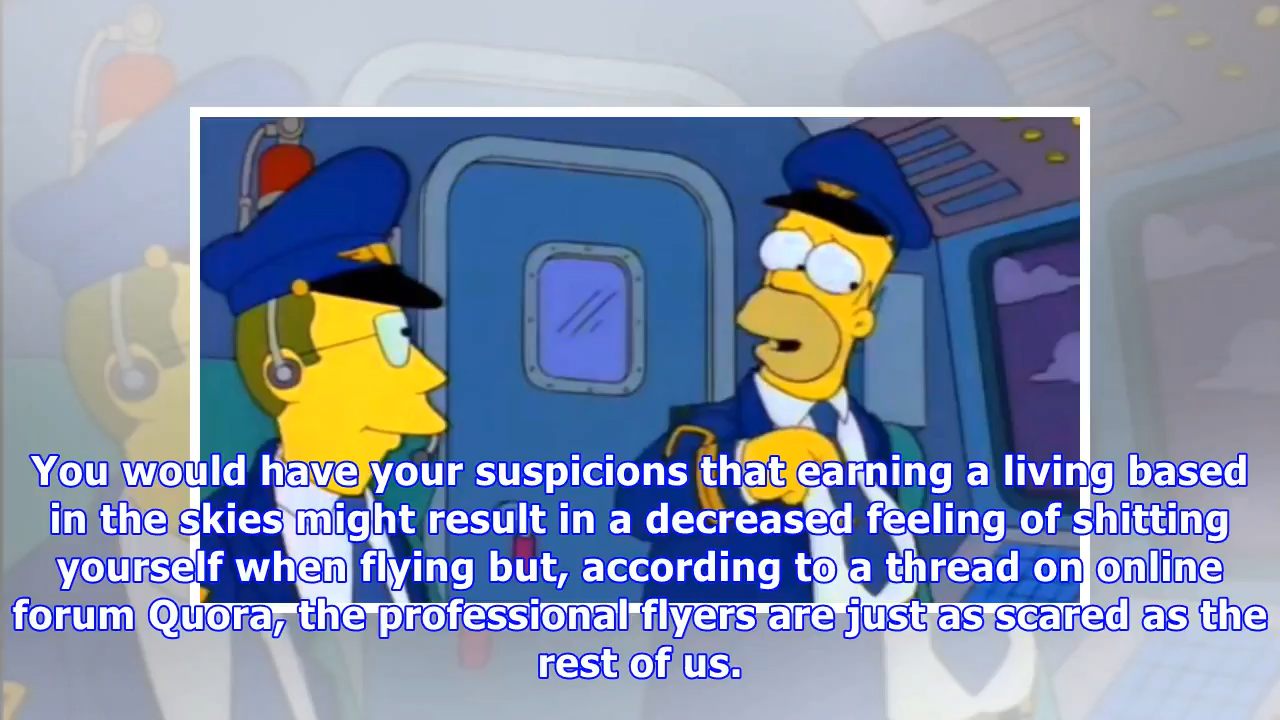 You would have your suspicions that earning a living based
in the skies might result in a decreased feeling of shitting
yourself when flying but, according to a thread on online
forum Quora, the professional flyers are just as scared as the
rest of us.